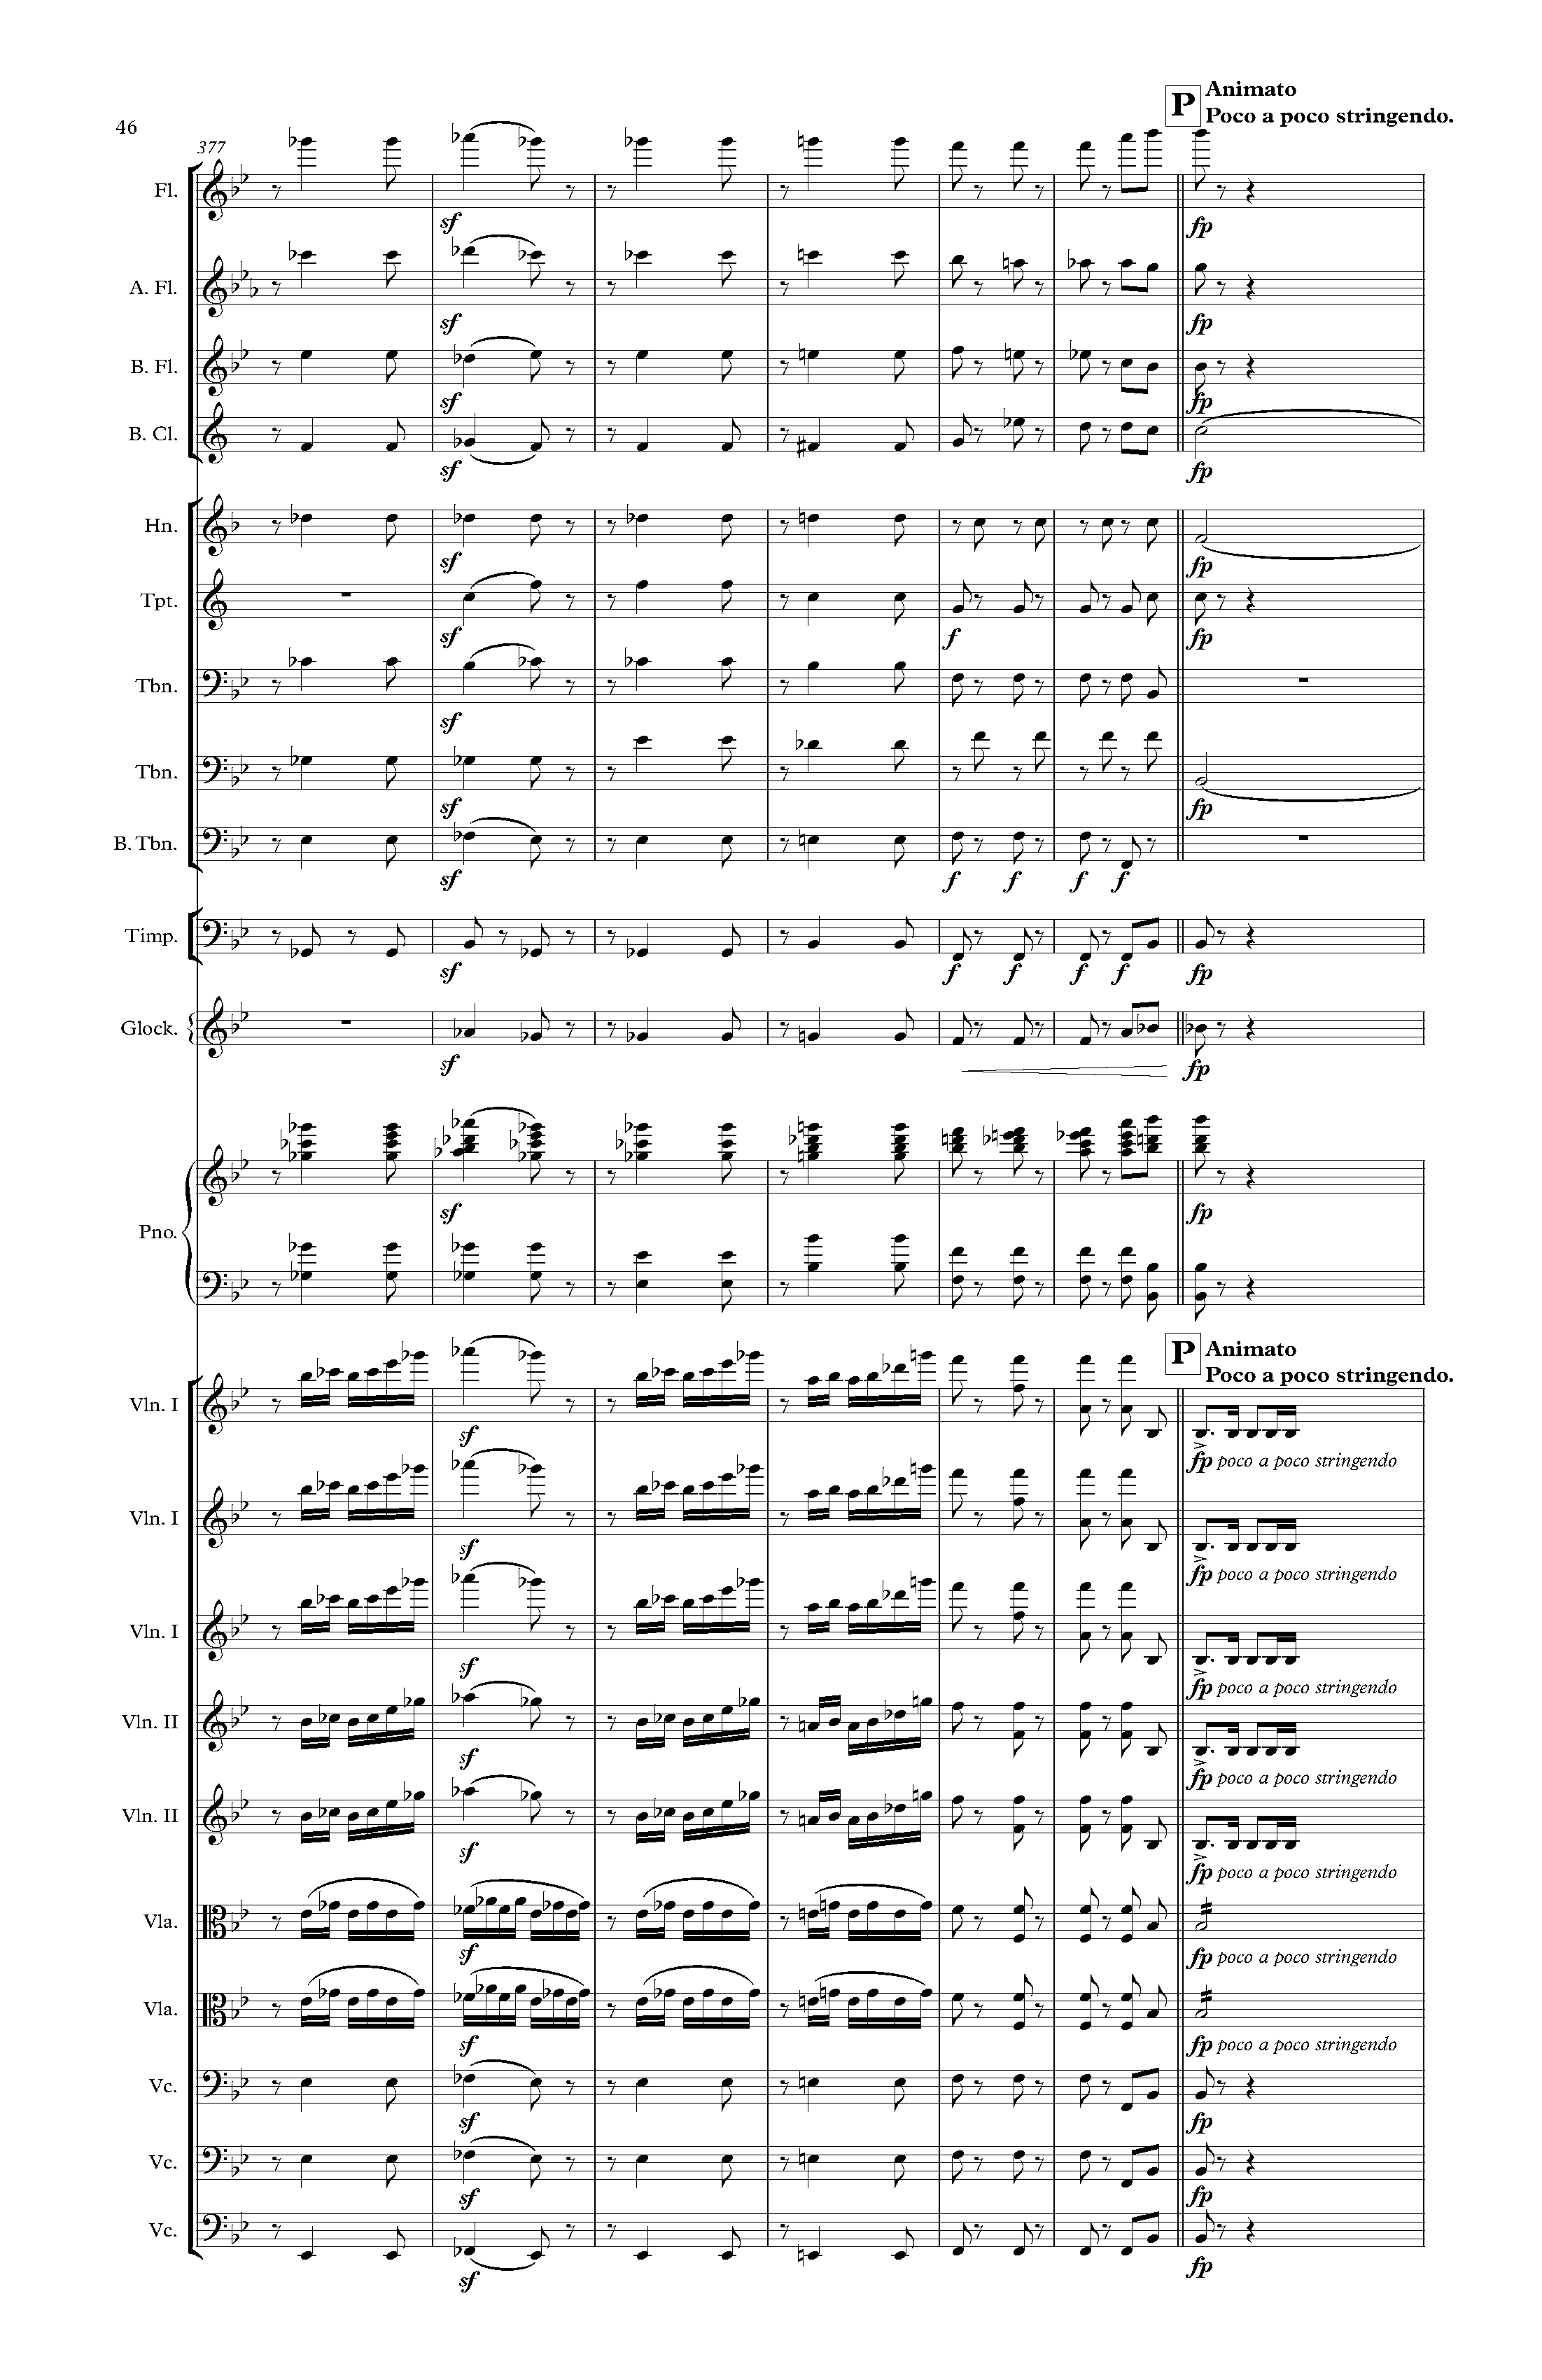 P Animato
Poco a poco stringendo.
46
377
Fl.
sf fp
A. Fl.
sf fp
B. Fl.
sf fp
B. Cl.
sf fp
Hn.
sf fp
Tpt.
sf f fp
Tbn.
sf
Tbn.
sf fp
B. Tbn.
sf f f f f
Timp.
sf f f f f fp
Glock.
sf fp
Pno.
sf fp
P Animato
Poco a poco stringendo.
Vln. I
sf fp poco a poco stringendo
Vln. I
sf fp poco a poco stringendo
Vln. I
sf fp poco a poco stringendo
Vln. II
sf fp poco a poco stringendo
Vln. II
sf fp poco a poco stringendo
Vla.
sf fp poco a poco stringendo
Vla.
sf fp poco a poco stringendo
Vc.
sf fp
Vc.
sf fp
Vc.
sf fp